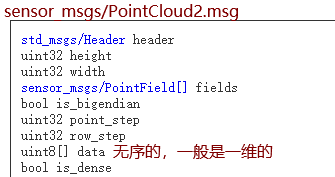 sensor_msgs/PointCloud2.msg
std_msgs/Header header
uint32 height
uint32 width
sensor_msgs/PointField[] fields
bool is_bigendian
uint32 point_step
uint32 row_step
uint8[] data 无序的，一般是一维的
bool is_dense